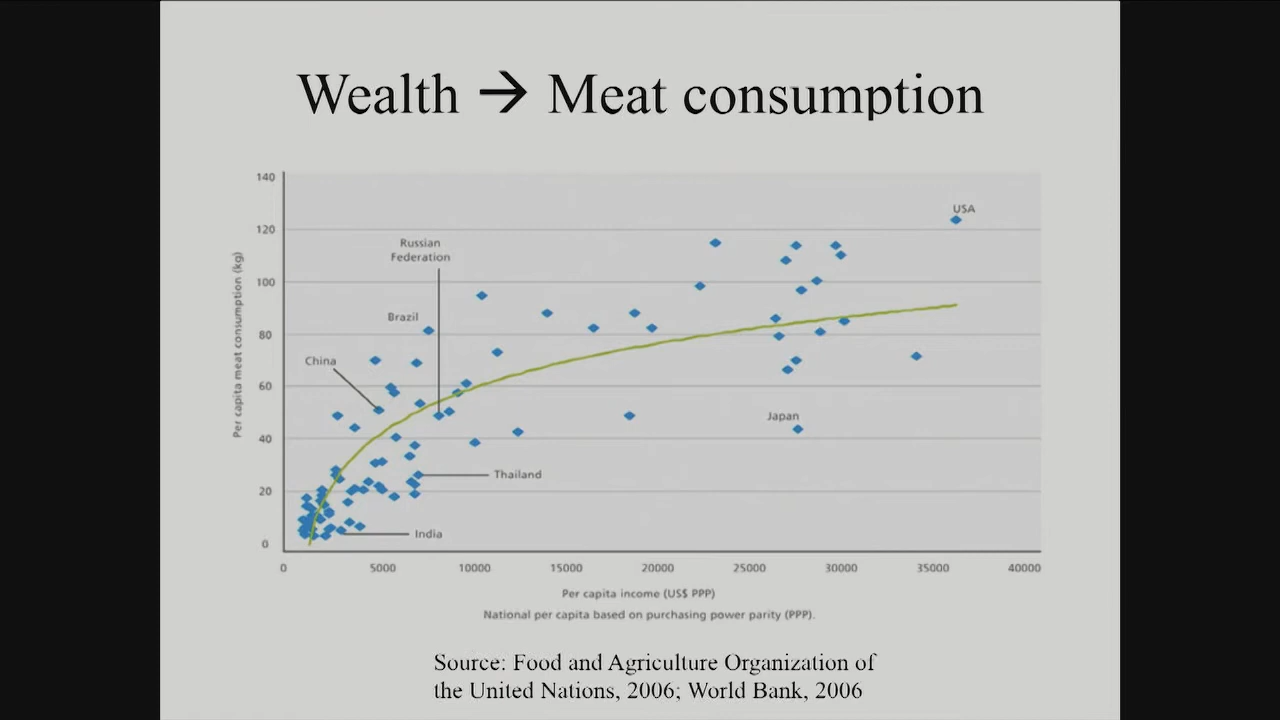 Wealth → Meat consumption
140
120
100
80
60
40
20
0
Per capita meat consumption (kg)
USA
Russian
Federation
Brazil
China
Japan
Thailand
India
0 5000 10000 15000 20000 25000 30000 35000 40000
Per capita income (US$ PPP)
National per capita based on purchasing power parity (PPP).
Source: Food and Agriculture Organization of
the United Nations, 2006; World Bank, 2006